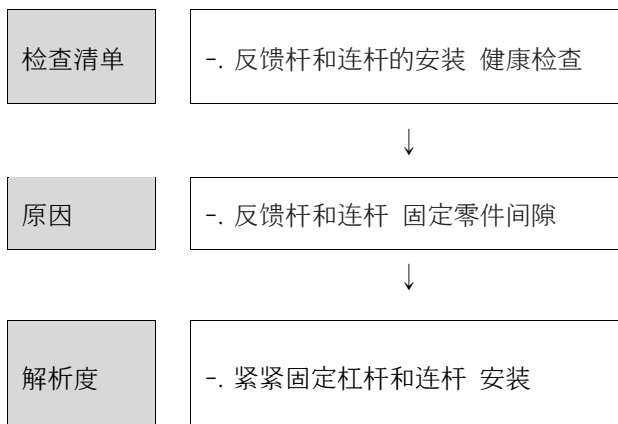 检查清单
-. 反馈杆和连杆的安装 健康检查
↓
原因
-. 反馈杆和连杆 固定零件间隙
↓
解析度
-. 紧紧固定杠杆和连杆 安装